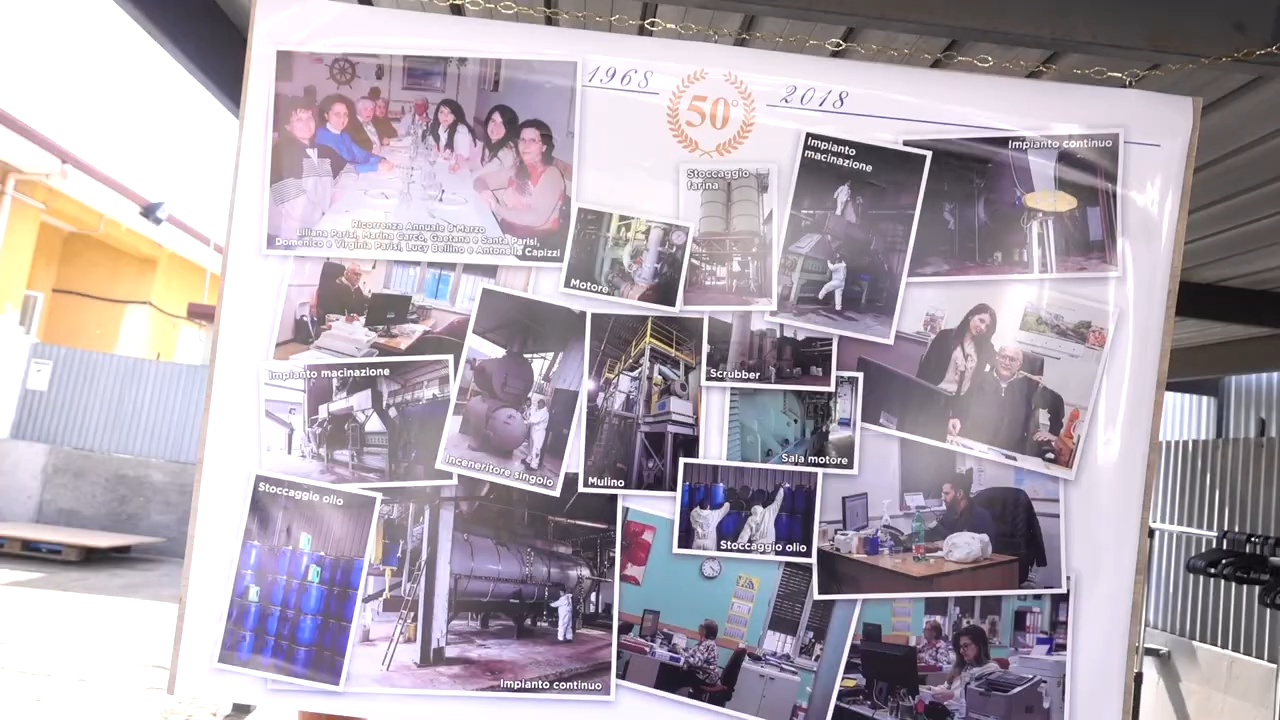 1968
50°
2018
Ricorrenza Annuale 8 Marzo
Liliana Parisi, Marina Carcò, Gaetana e Santa Parisi,
Domenico e Virginia Parisi, Lucy Bellino e Antonella Capizzi
Stoccaggio
farina
Impianto
macinazione
Impianto continuo
Motore
Impianto macinazione
Inceneritore singolo
Mulino
Scrubber
Sala motore
Stoccaggio olio
Stoccaggio olio
Impianto continuo